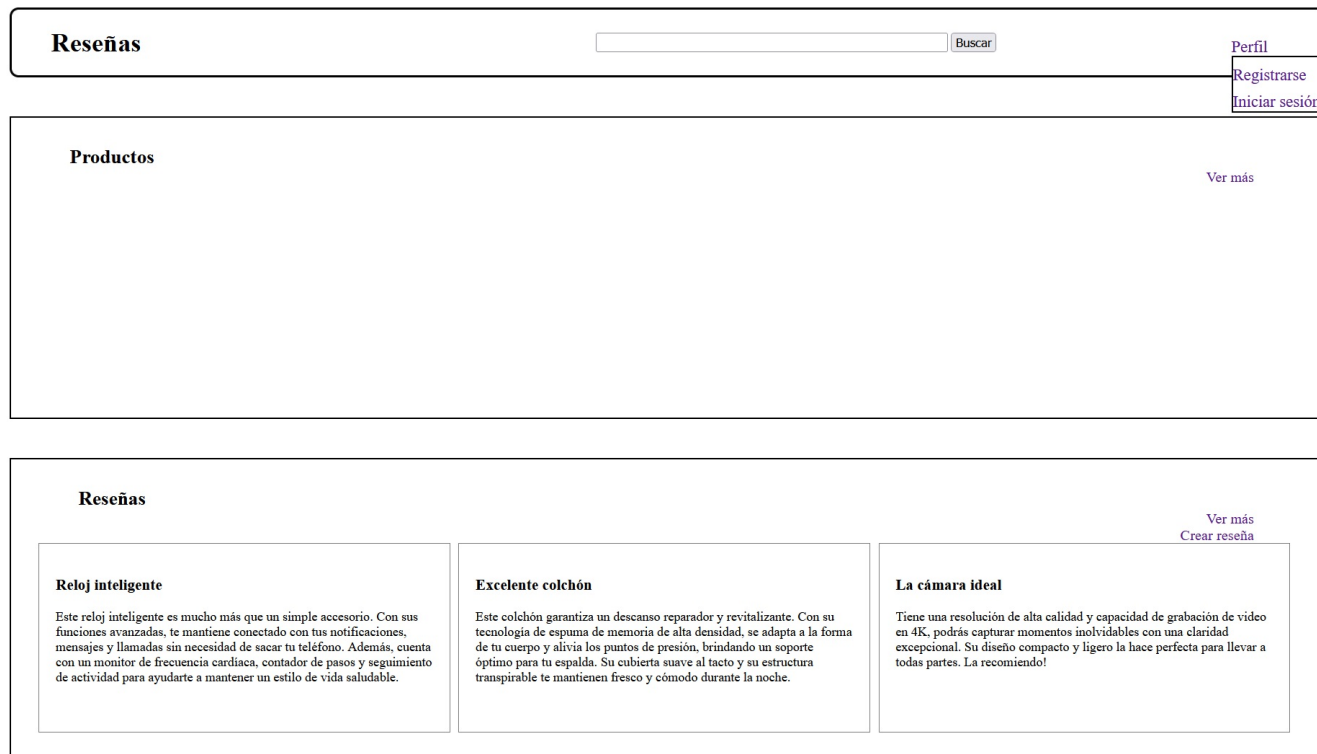 Reseñas
Buscar
Perfil
Registrarse
Iniciar sesión
Productos
Ver más
Reseñas
Ver más
Crear reseña
Reloj inteligente
Este reloj inteligente es mucho más que un simple accesorio. Con sus
funciones avanzadas, te mantiene conectado con tus notificaciones,
mensajes y llamadas sin necesidad de sacar tu teléfono. Además, cuenta
con un monitor de frecuencia cardíaca, contador de pasos y seguimiento
de actividad para ayudarte a mantener un estilo de vida saludable.
Excelente colchón
Este colchón garantiza un descanso reparador y revitalizante. Con su
tecnología de espuma de memoria de alta densidad, se adapta a la forma
de tu cuerpo y alivia los puntos de presión, brindando un soporte
óptimo para tu espalda. Su cubierta suave al tacto y su estructura
transpirable te mantienen fresco y cómodo durante la noche.
La cámara ideal
Tiene una resolución de alta calidad y capacidad de grabación de video
en 4K, podrás capturar momentos inolvidables con una claridad
excepcional. Su diseño compacto y ligero la hace perfecta para llevar a
todas partes. La recomiendo!